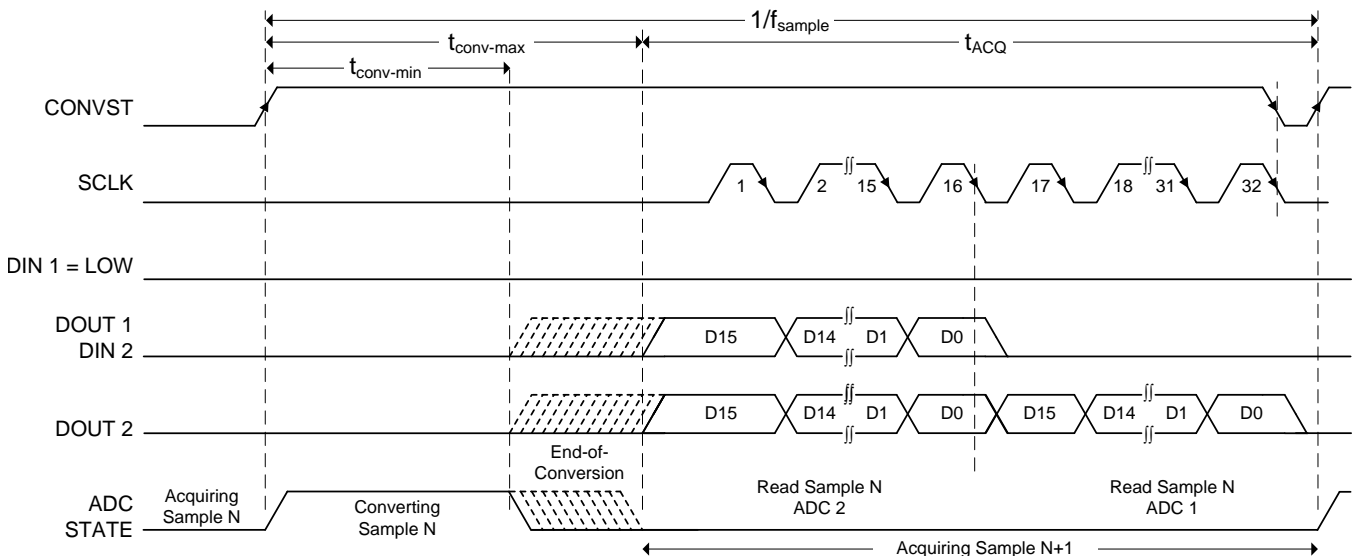 1/fsample
tconv-max
tACQ
tconv-min
CONVST
SCLK
1 2 ∫∫ 15 16 17 18 ∫∫ 31 32
DIN 1 = LOW
DOUT 1
DIN 2
D15 D14 ∫∫ D1 D0
∫∫
DOUT 2
D15 D14 ∫∫ D1 D0 D15 D14 ∫∫ D1 D0
∫∫ ∫∫
End-of-
Conversion
ADC
STATE
Acquiring
Sample N
Converting
Sample N
Read Sample N
ADC 2
Read Sample N
ADC 1
Acquiring Sample N+1